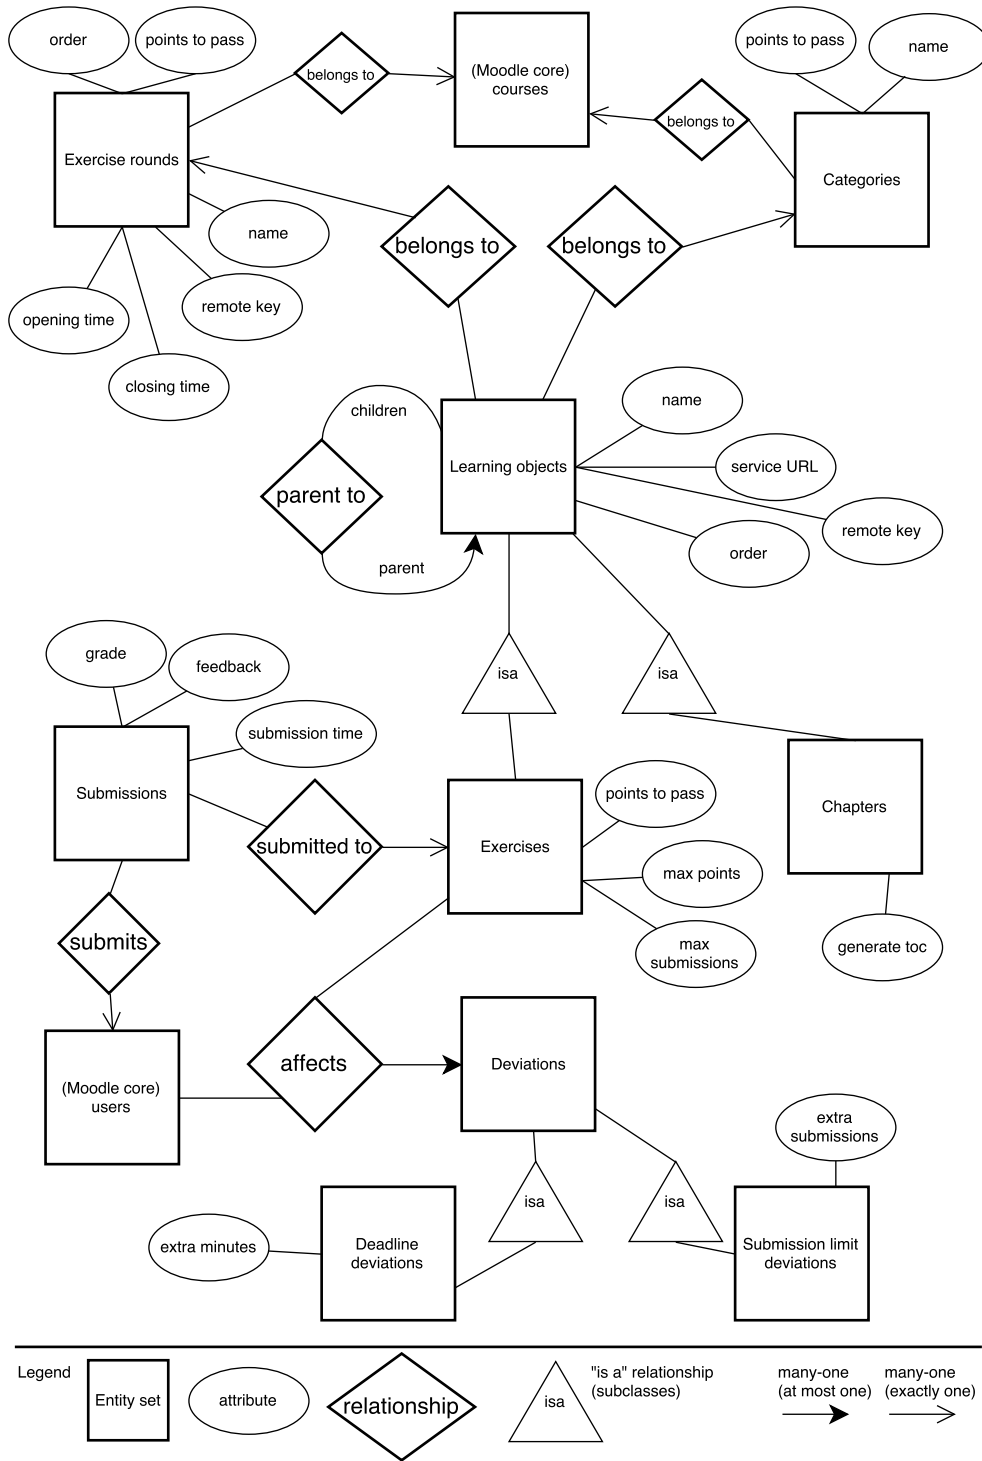 order
points to pass
belongs to
(Moodle core)
courses
points to pass
name
belongs to
Exercise rounds
Categories
name
belongs to
belongs to
opening time
remote key
closing time
children
name
Learning objects
service URL
parent to
remote key
order
parent
grade
feedback
isa
isa
submission time
Submissions
points to pass
submitted to
Exercises
Chapters
max points
submits
max
submissions
generate toc
affects
Deviations
(Moodle core)
users
extra
submissions
isa
isa
extra minutes
Deadline
deviations
Submission limit
deviations
Legend
Entity set
attribute
relationship
isa
"is a" relationship
(subclasses)
many-one
(at most one)
many-one
(exactly one)